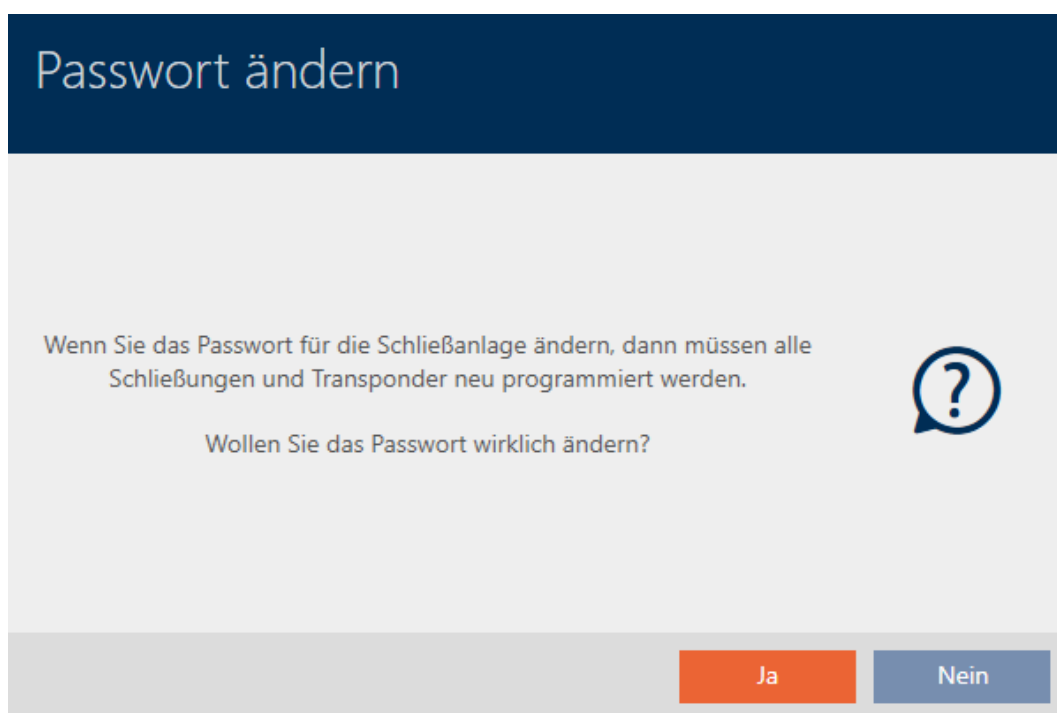 Passwort ändern
Wenn Sie das Passwort für die Schließanlage ändern, dann müssen alle
Schließungen und Transponder neu programmiert werden.
Wollen Sie das Passwort wirklich ändern?
?
Ja
Nein